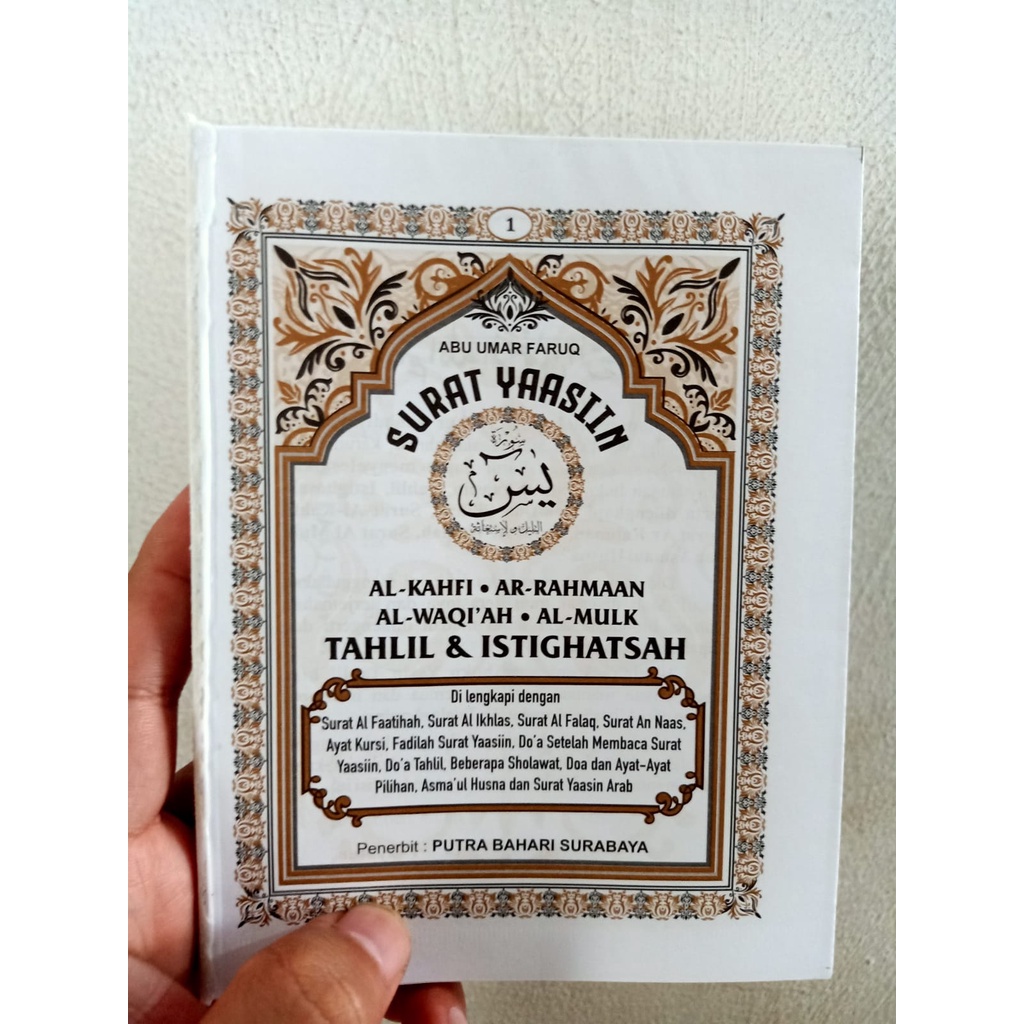 1
ABU UMAR FARUQ
SURAT YAASIIN
سورة
يس
AL-KAHFI • AR-RAHMAAN
AL-WAQI'AH • AL-MULK
TAHLIL & ISTIGHATSAH
Di lengkapi dengan
Surat Al Faatihah, Surat Al Ikhlas, Surat Al Falaq, Surat An Naas,
Ayat Kursi, Fadilah Surat Yaasiin, Do'a Setelah Membaca Surat
Yaasiin, Do'a Tahlil, Beberapa Sholawat, Doa dan Ayat-Ayat
Pilihan, Asma'ul Husna dan Surat Yaasin Arab
Penerbit : PUTRA BAHARI SURABAYA